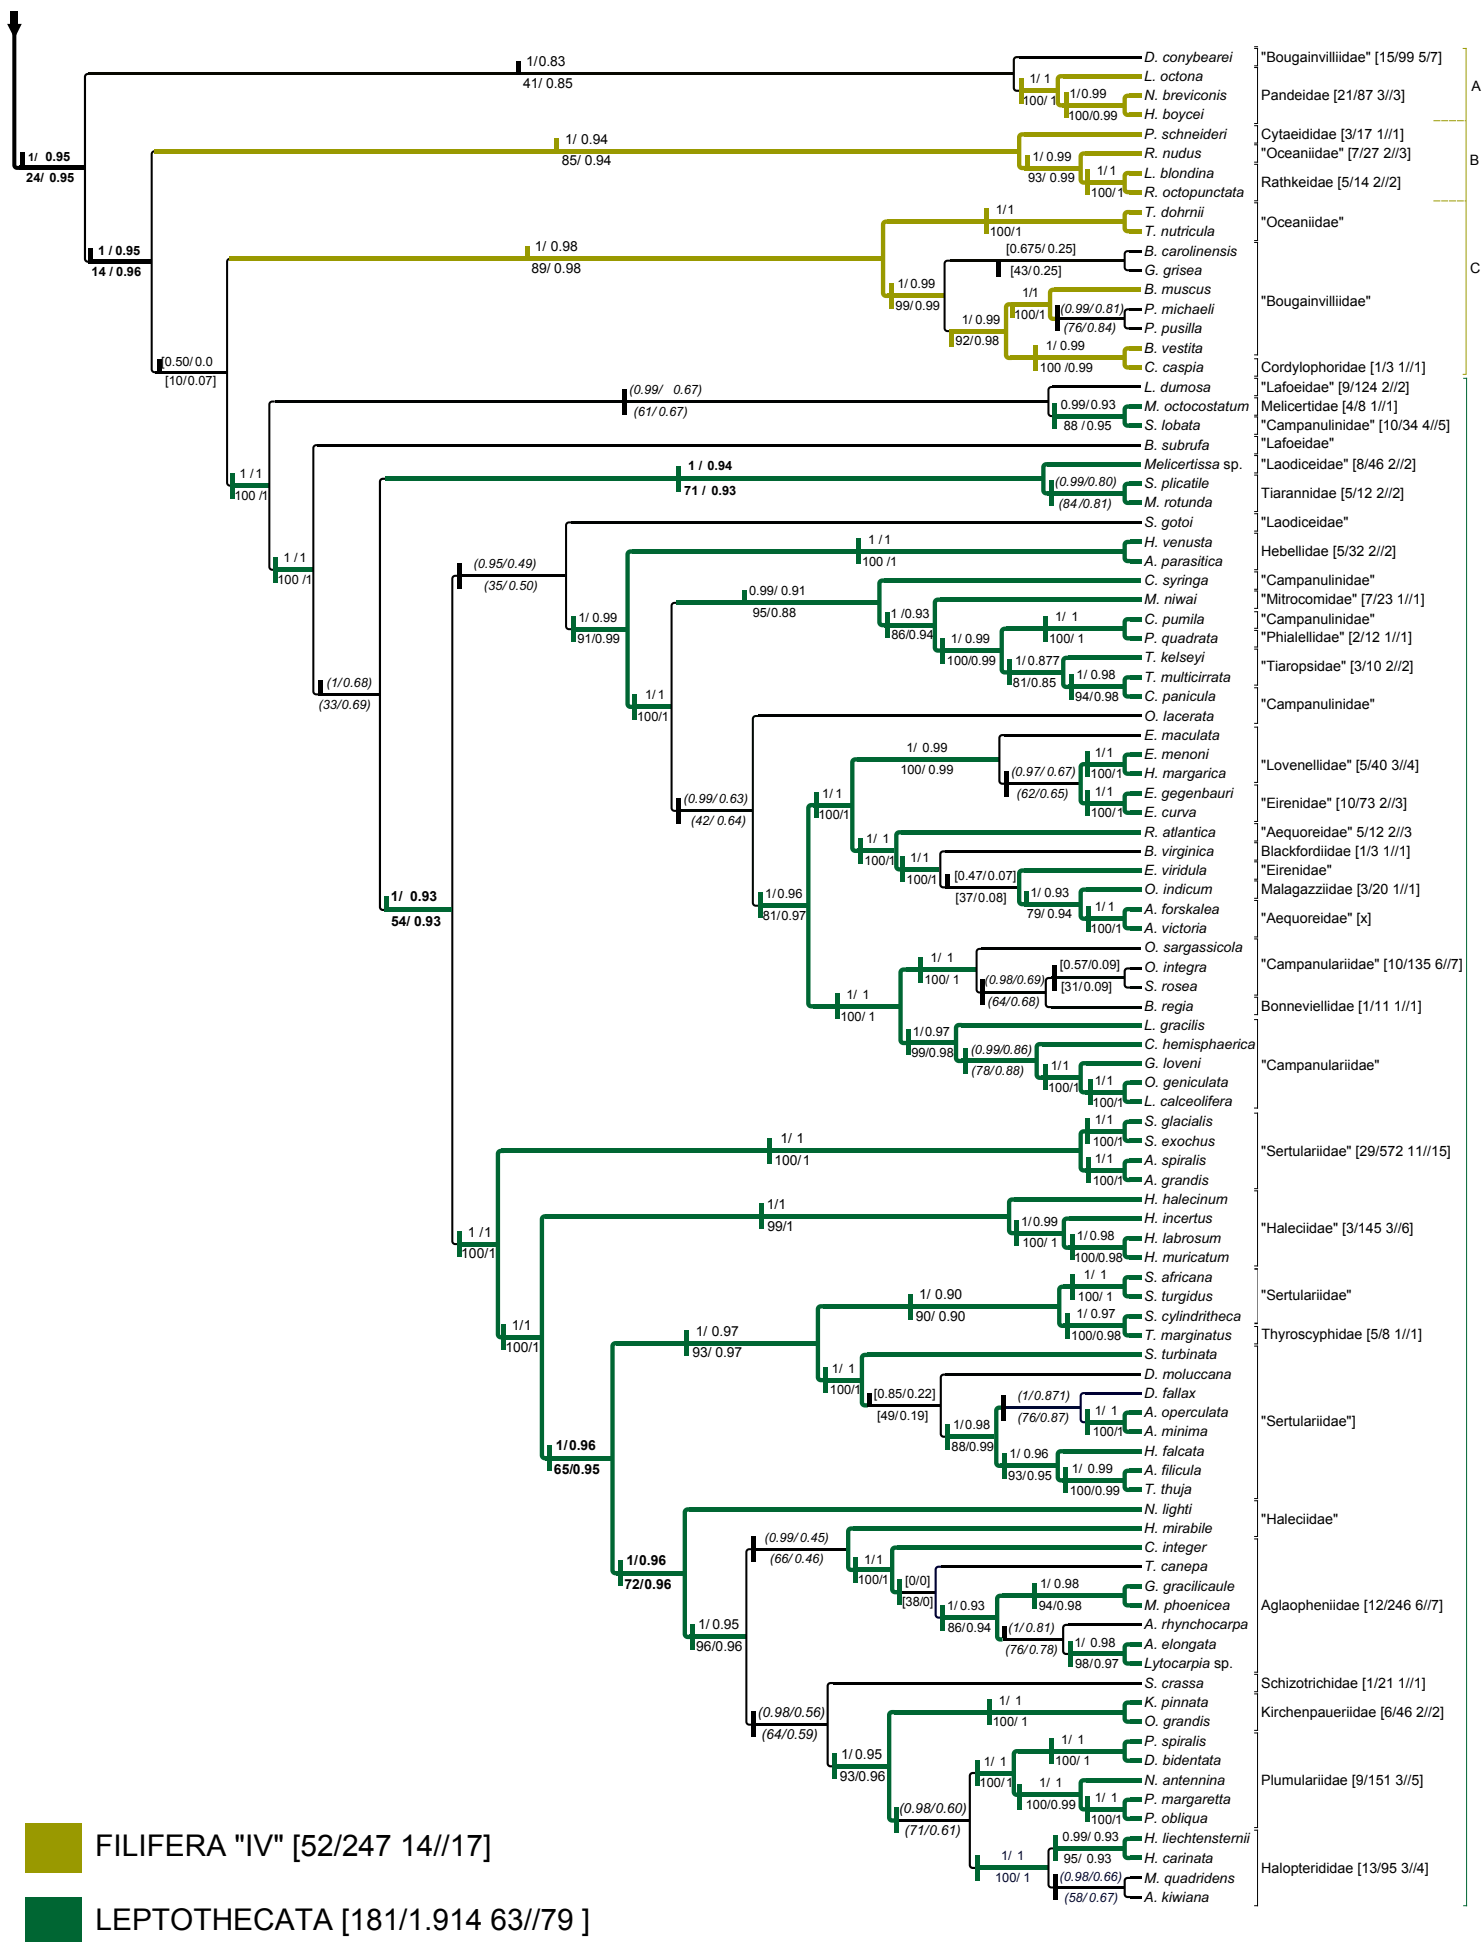 1/0.83
41/ 0.85
D. conybearei
"Bougainvilliidae" [15/99 5/7]
L. octona
1/ 1
100/ 1
N. breviconis
1/0.99
100/0.99
Pandeidae [21/87 3//3]
H. boycei
A
P. schneideri
Cytaeididae [3/17 1//1]
1/ 0.94
85/ 0.94
R. nudus
"Oceaniidae" [7/27 2//3]
1/ 0.95
24/ 0.95
1/ 0.99
93/ 0.99
B
L. blondina
1/ 1
100/1
Rathkeidae [5/14 2//2]
R. octopunctata
T. dohrnii
1/1
100/1
"Oceaniidae"
T. nutricula
1 / 0.95
14 / 0.96
1/ 0.98
89/ 0.98
B. carolinensis
[0.675/ 0.25]
[43/0.25]
G. grisea
C
1/ 0.99
99/0.99
B. muscus
1/1
100/1
"Bougainvilliidae"
P. michaeli
(0.99/ 0.81)
(76/ 0.84)
P. pusilla
1/ 0.99
92/0.98
B. vestita
1/ 0.99
100 /0.99
C. caspia
Cordylophoridae [1/3 1//1]
[0.50/ 0.0
[10/0.07]
L. dumosa
"Lafoeidae" [9/124 2//2]
(0.99/ 0.67)
(61/ 0.67)
M. octocostatum
Melicertidae [4/8 1//1]
0.99/ 0.93
88 / 0.95
S. lobata
"Campanulinidae" [10/34 4//5]
B. subrufa
"Lafoeidae"
1 / 1
100 /1
Melicertissa sp.
"Laodiceidae" [8/46 2//2]
1 / 0.94
71 / 0.93
S. plicatile
(0.99/ 0.80)
(84/ 0.81)
Tiarannidae [5/12 2//2]
M. rotunda
S. gotoi
"Laodiceidae"
H. venusta
1 / 1
100 /1
Hebellidae [5/32 2//2]
A. parasitica
1 / 1
100 /1
(0.95/ 0.49)
(35/ 0.50)
C. syringa
"Campanulinidae"
0.99/ 0.91
95/ 0.88
M. niwai
"Mitrocomidae" [7/23 1//1]
1/ 0.99
91/0.99
1 /0.93
86/0.94
C. pumila
"Campanulinidae"
1/ 1
100/ 1
P. quadrata
"Phialellidae" [2/12 1//1]
1/ 0.99
100/0.99
T. kelseyi
1/ 0.877
81/0.85
"Tiaropsidae" [3/10 2//2]
T. multicirrata
1/ 0.98
94/0.98
C. panicula
"Campanulinidae"
(1/0.68)
(33/0.69)
1/1
100/1
O. lacerata
E. maculata
1/ 0.99
100/ 0.99
E. menoni
1/1
100/1
"Lovenellidae" [5/40 3//4]
H. margarica
(0.97/ 0.67)
(62/ 0.65)
E. gegenbauri
1/1
100/1
"Eirenidae" [10/73 2//3]
E. curva
(0.99/ 0.63)
(42/ 0.64)
1/ 1
100/1
R. atlantica
"Aequoreidae" 5/12 2//3
1/ 1
100/1
B. virginica
Blackfordiidae [1/3 1//1]
1/1
100/1
E. viridula
"Eirenidae"
[0.47/ 0.07]
[37/ 0.08]
O. indicum
Malagazziidae [3/20 1//1]
1/ 0.93
79/ 0.94
1/ 0.93
54/ 0.93
1/ 0.96
81/0.97
A. forskalea
1/ 1
100/1
"Aequoreidae" [x]
A. victoria
O. sargassicola
1/ 1
100/ 1
O. integra
[0.57/ 0.09]
[31/ 0.09]
"Campanulariidae" [10/135 6//7]
(0.98/ 0.69)
(64/ 0.68)
S. rosea
1/ 1
100/ 1
B. regia
Bonneviellidae [1/11 1//1]
L. gracilis
1/ 0.97
99/0.98
C. hemisphaerica
(0.99/ 0.86)
(78/ 0.88)
G. loveni
"Campanulariidae"
1/1
100/1
O. geniculata
1/1
100/1
L. calceolifera
S. glacialis
1/1
100/1
S. exochus
1/ 1
100/ 1
"Sertulariidae" [29/572 11//15]
A. spiralis
1/1
100/1
A. grandis
H. halecinum
1/1
99/1
H. incertus
1/ 0.99
100/ 1
"Haleciidae" [3/145 3//6]
1 /1
100/1
H. labrosum
1/ 0.98
100/0.98
H. muricatum
S. africana
1/ 1
100/ 1
"Sertulariidae"
S. turgidus
1/ 0.90
90/ 0.90
S. cylindritheca
1/ 0.97
100/0.98
T. marginatus
Thyroscyphidae [5/8 1//1]
1/1
100/1
1/ 0.97
93/ 0.97
S. turbinata
1/ 1
100/1
D. moluccana
[0.85/ 0.22]
[49/ 0.19]
D. fallax
(1/0.871)
(76/0.87)
A. operculata
1/ 1
100/1
"Sertulariidae"]
1/ 0.98
88/0.99
A. minima
H. falcata
1/ 0.96
93/0.95
1/0.96
65/0.95
A. filicula
1/ 0.99
100/0.99
T. thuja
N. lighti
"Haleciidae"
H. mirabile
(0.99/ 0.45)
(66/ 0.46)
C. integer
1/1
100/1
1/0.96
72/0.96
T. canepa
[0/0]
[38/0]
G. gracilicaule
1/ 0.98
94/0.98
M. phoenicea
Aglaopheniidae [12/246 6//7]
1/ 0.93
86/ 0.94
1/ 0.95
96/0.96
A. rhynchocarpa
(1/ 0.81)
(76/ 0.78)
A. elongata
1/ 0.98
98/0.97
Lytocarpia sp.
S. crassa
Schizotrichidae [1/21 1//1]
(0.98/0.56)
(64/ 0.59)
K. pinnata
1/ 1
100/ 1
Kirchenpaueriidae [6/46 2//2]
O. grandis
1/ 0.95
93/0.96
P. spiralis
1/ 1
100/ 1
D. bidentata
1/ 1
100/ 1
N. antennina
1/ 1
100/0.99
Plumulariidae [9/151 3//5]
(0.98/ 0.60)
(71/ 0.61)
P. margaretta
1/ 1
100/1
P. obliqua
H. liechtensternii
0.99/ 0.93
95/ 0.93
FILIFERA "IV" [52/247 14//17]
1/ 1
100/ 1
H. carinata
Halopterididae [13/95 3//4]
M. quadridens
(0.98/0.66)
(58/ 0.67)
A. kiwiana
LEPTOTHECATA [181/1.914 63//79 ]